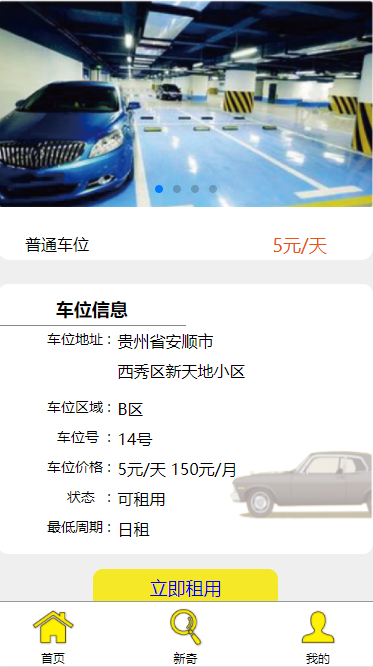 普通车位 5元/天
车位信息
车位地址： 贵州省安顺市
西秀区新天地小区
车位区域： B区
车位号 ： 14号
车位价格： 5元/天 150元/月
状态 ： 可租用
最低周期： 日租
立即租用
首页 新奇 我的